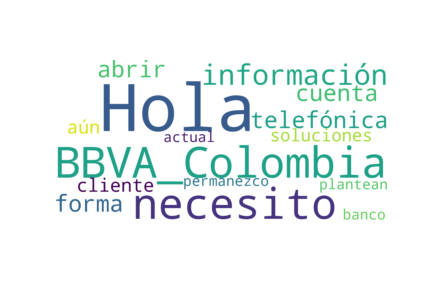 abrir información
Hola cuenta
aún telefónica
actual soluciones
BBVA_Colombia
cliente permanezco plantean
forma necesito banco